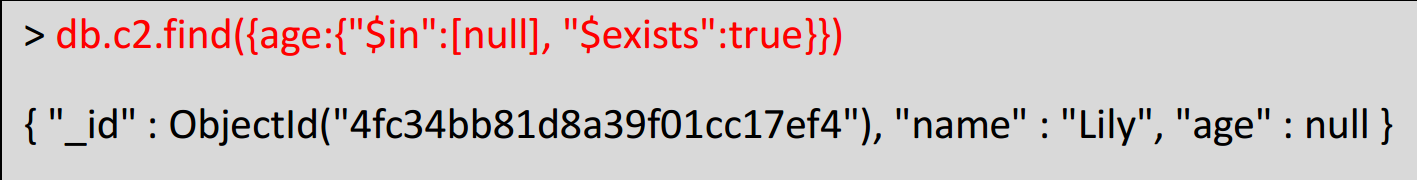 > db.c2.find({age:{"$in":[null], "$exists":true}})
{ "_id" : ObjectId("4fc34bb81d8a39f01cc17ef4"), "name" : "Lily", "age" : null }